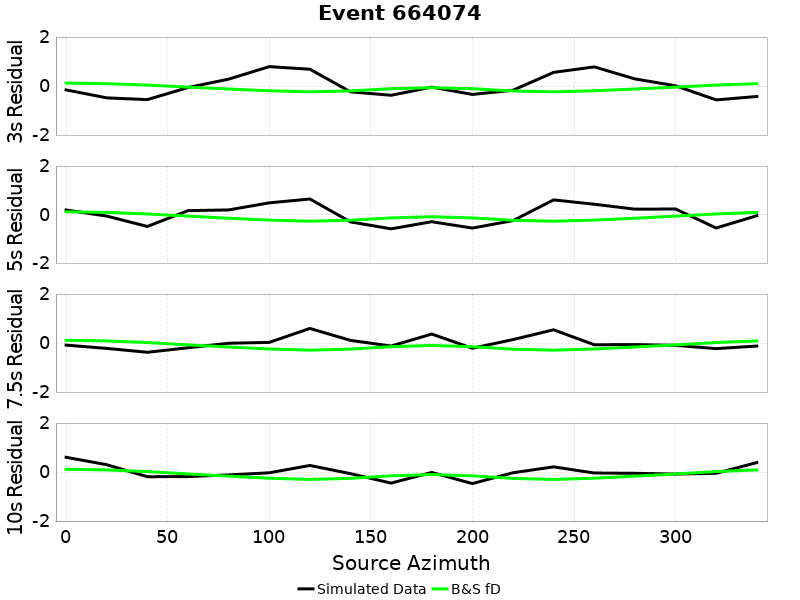 Event 664074
3s Residual
2
0
-2
5s Residual
2
0
-2
7.5s Residual
2
0
-2
10s Residual
2
0
-2
0 50 100 150 200 250 300
Source Azimuth
Simulated Data B&S fD